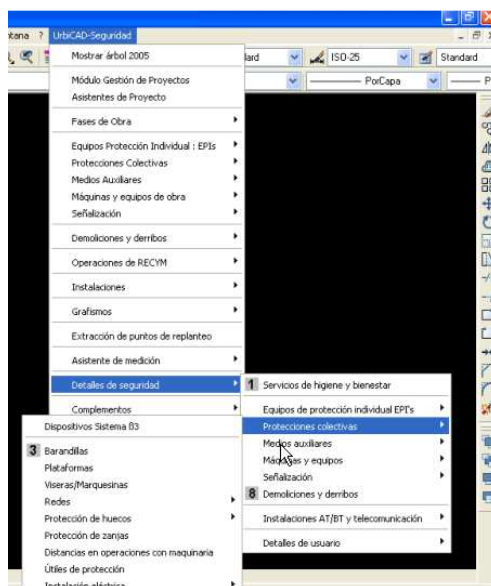 ntana ? UrbiCAD-Seguridad
Mostrar árbol 2005
Módulo Gestión de Proyectos
Asistentes de Proyecto
Fases de Obra
Equipos Protección Individual : EPIs
Protecciones Colectivas
Medios Auxiliares
Máquinas y equipos de obra
Señalización
Demoliciones y derribos
Operaciones de RECYM
Instalaciones
Grafismos
Extracción de puntos de replanteo
Asistente de medición
Detalles de seguridad
Complementos
dard ISO-25 Standard
PorCapa P
1 Servicios de higiene y bienestar
Equipos de protección individual EPI's
Protecciones colectivas
Medios auxiliares
Máquinas y equipos
Señalización
8 Demoliciones y derribos
Instalaciones AT/BT y telecomunicación
Detalles de usuario
Dispositivos Sistema B3
3 Barandillas
Plataformas
Viseras/Marquesinas
Redes
Protección de huecos
Protección de zanjas
Distancias en operaciones con maquinaria
Útiles de protección
Instalación eléctrica